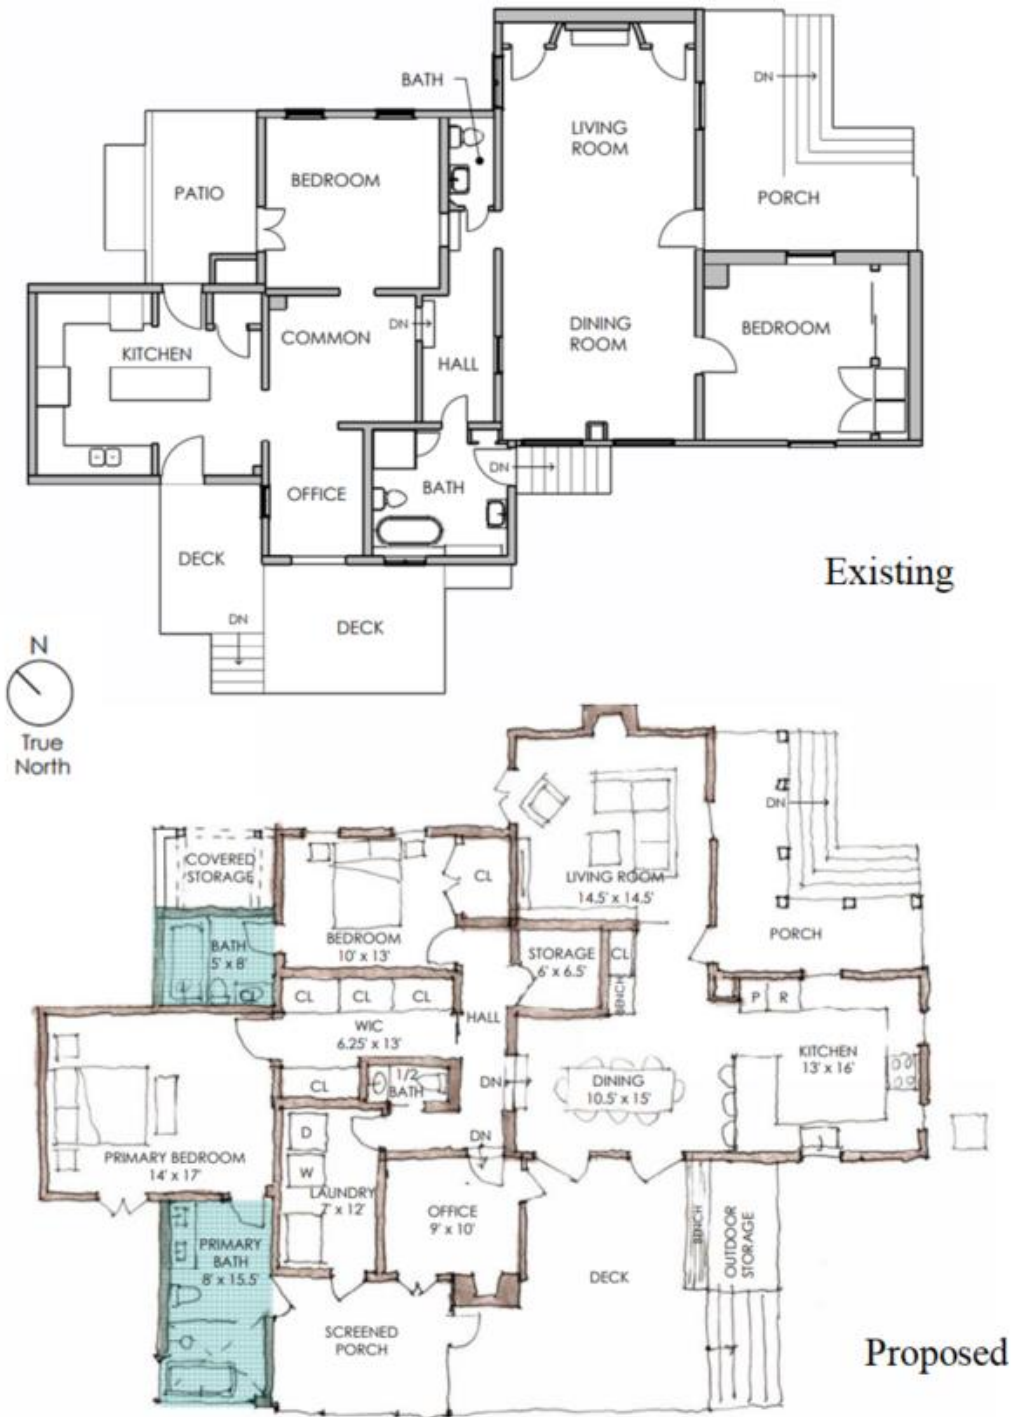 BATH
DN
LIVING
ROOM
BEDROOM
PATIO
PORCH
DN
COMMON
DINING
ROOM
BEDROOM
KITCHEN
HALL
DN
BATH
OFFICE
DECK
Existing
DN
DECK
N
True
North
DN
COVERED
STORAGE
CL
LIVING ROOM
14.5' x 14.5'
BATH
5' x 8'
BEDROOM
10' x 13'
STORAGE
6' x 6.5'
CL
PORCH
BENCH
CL
CL
CL
P
R
HALL
WIC
6.25' x 13'
KITCHEN
13' x 16'
1/2
BATH
CL
DN
DINING
10.5' x 15'
D
DN
PRIMARY BEDROOM
14' x 17'
W
LAUNDRY
7' x 12'
OFFICE
9' x 10'
BENCH
OUTDOOR
STORAGE
PRIMARY
BATH
8' x 15.5'
DECK
SCREENED
PORCH
Proposed